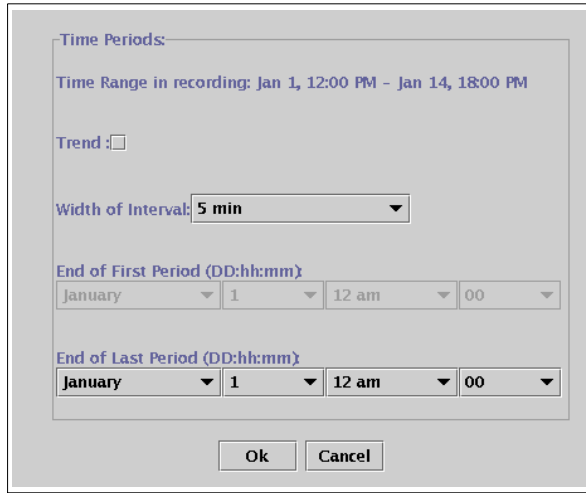 Time Periods:
Time Range in recording: Jan 1, 12:00 PM - Jan 14, 18:00 PM
Trend :
Width of Interval: 5 min
End of First Period (DD:hh:mm):
January 1 12 am 00
End of Last Period (DD:hh:mm):
January 1 12 am 00
Ok Cancel